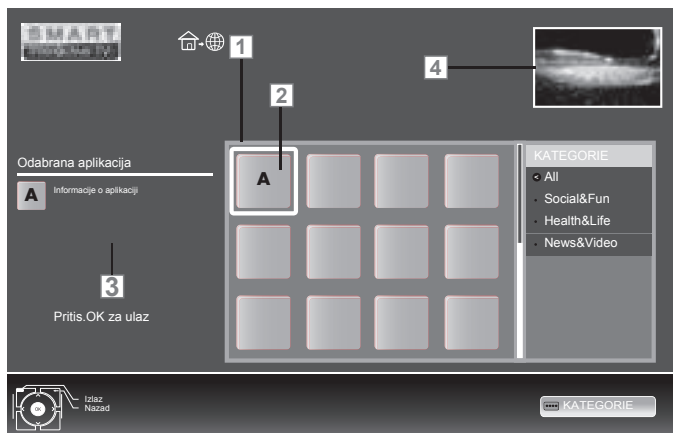 SMART
1
2
4
Odabrana aplikacija
A
Informacije o aplikaciji
3
Pritis.OK za ulaz
A
KATEGORIE
All
Social&Fun
Health&Life
News&Video
OK
Izlaz
Nazad
KATEGORIE